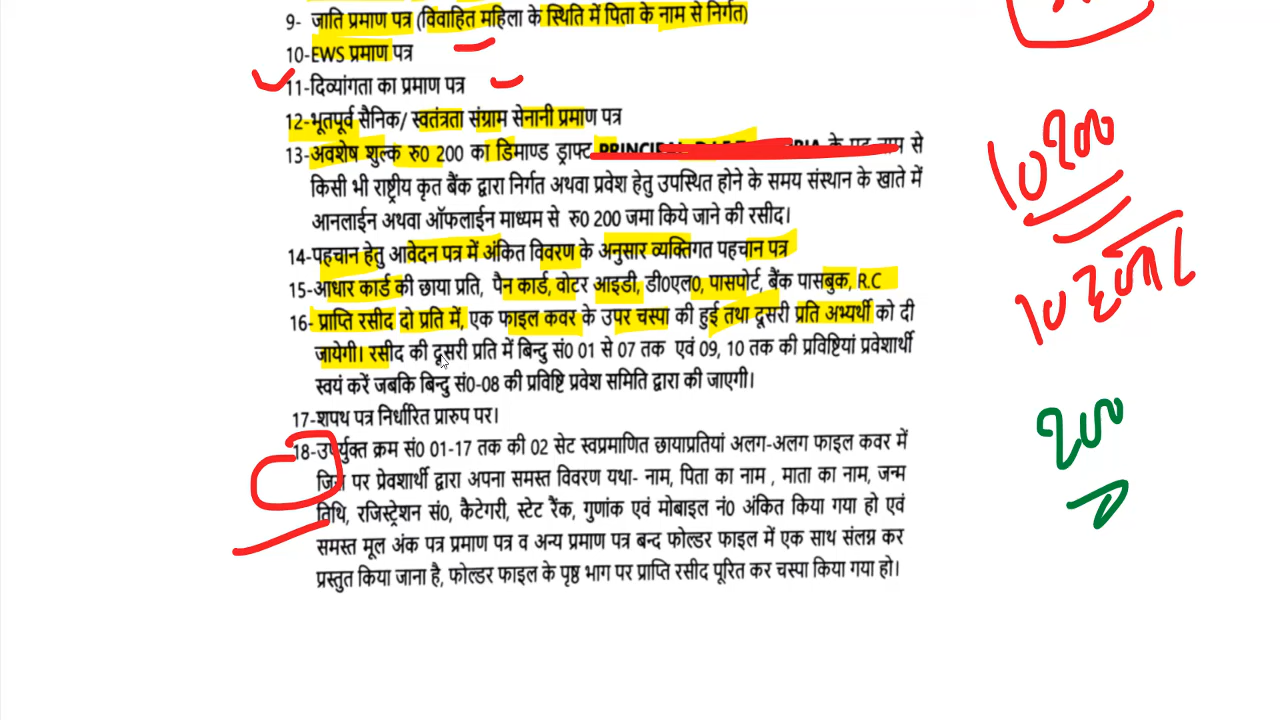 9- जाति प्रमाण पत्र (विवाहित महिला के स्थिति में पिता के नाम से निर्गत)
10-EWS प्रमाण पत्र
11-दिव्यांगता का प्रमाण पत्र
12-भूतपूर्व सैनिक/ स्वतंत्रता संग्राम सेनानी प्रमाण पत्र
13-अवशेष शुल्क रु0 200 का डिमाण्ड ड्राफ्ट के पद नाम से
किसी भी राष्ट्रीय कृत बैंक द्वारा निर्गत अथवा प्रवेश हेतु उपस्थित होने के समय संस्थान के खाते में
आनलाईन अथवा ऑफलाईन माध्यम से रु0 200 जमा किये जाने की रसीद।
14-पहचान हेतु आवेदन पत्र में अंकित विवरण के अनुसार व्यक्तिगत पहचान पत्र
15-आधार कार्ड की छाया प्रति, पैन कार्ड, वोटर आइडी, डी0एल0, पासपोर्ट, बैंक पासबुक, R.C
16- प्राप्ति रसीद दो प्रति में, एक फाइल कवर के उपर चस्पा की हुई तथा दूसरी प्रति अभ्यर्थी को दी
जायेगी। रसीद की दूसरी प्रति में बिन्दु सं0 01 से 07 तक एवं 09, 10 तक की प्रविष्टियां प्रवेशार्थी
स्वयं करें जबकि बिन्दु सं0-08 की प्रविष्टि प्रवेश समिति द्वारा की जाएगी।
17-शपथ पत्र निर्धारित प्रारुप पर।
18-उपर्युक्त क्रम सं0 01-17 तक की 02 सेट स्वप्रमाणित छायाप्रतियां अलग-अलग फाइल कवर में
जिस पर प्रेवशार्थी द्वारा अपना समस्त विवरण यथा- नाम, पिता का नाम , माता का नाम, जन्म
तिथि, रजिस्ट्रेशन सं0, कैटेगरी, स्टेट रैंक, गुणांक एवं मोबाइल नं0 अंकित किया गया हो एवं
समस्त मूल अंक पत्र प्रमाण पत्र व अन्य प्रमाण पत्र बन्द फोल्डर फाइल में एक साथ संलग्न कर
प्रस्तुत किया जाना है, फोल्डर फाइल के पृष्ठ भाग पर प्राप्ति रसीद पूरित कर चस्पा किया गया हो।
10200
200